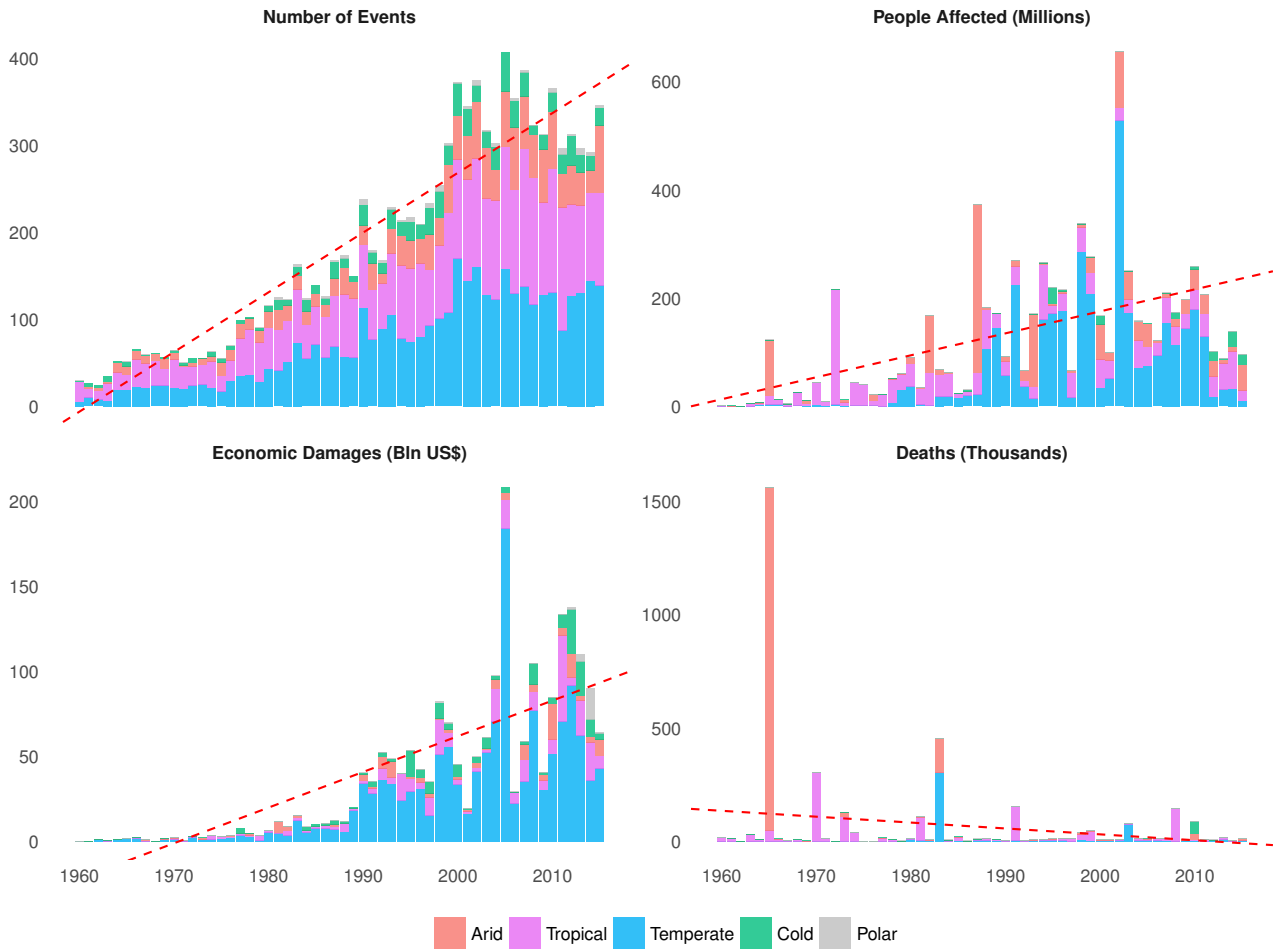 Number of Events
People Affected (Millions)
400
300
200
100
0
600
400
200
0
Economic Damages (Bln US$)
Deaths (Thousands)
200
150
100
50
0
1500
1000
500
0
1960 1970 1980 1990 2000 2010
1960 1970 1980 1990 2000 2010
Arid Tropical Temperate Cold Polar